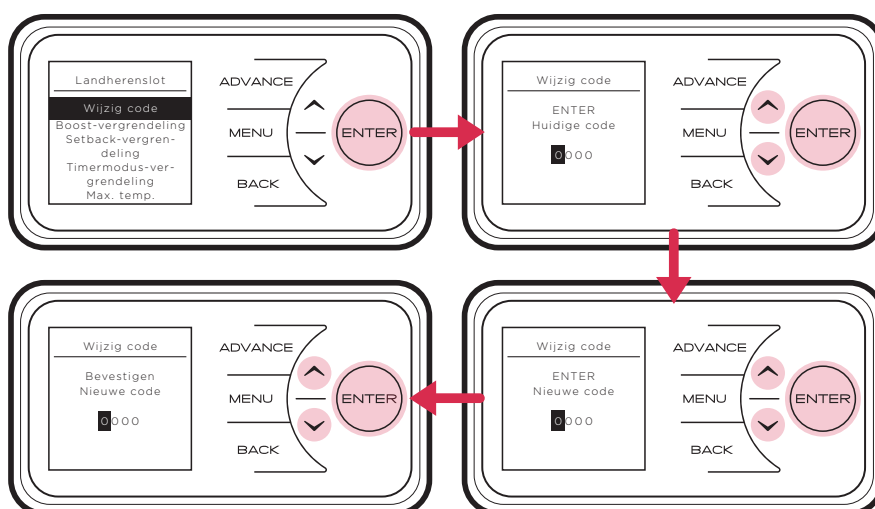 Landherenslot
Wijzig code
Boost-vergrendeling
Setback-vergren-
deling
Timermodus-ver-
grendeling
Max. temp.
ADVANCE
MENU
BACK
ENTER
Wijzig code
ENTER
Huidige code
0000
ADVANCE
MENU
BACK
ENTER
Wijzig code
Bevestigen
Nieuwe code
0000
ADVANCE
MENU
BACK
ENTER
Wijzig code
ENTER
Nieuwe code
0000
ADVANCE
MENU
BACK
ENTER